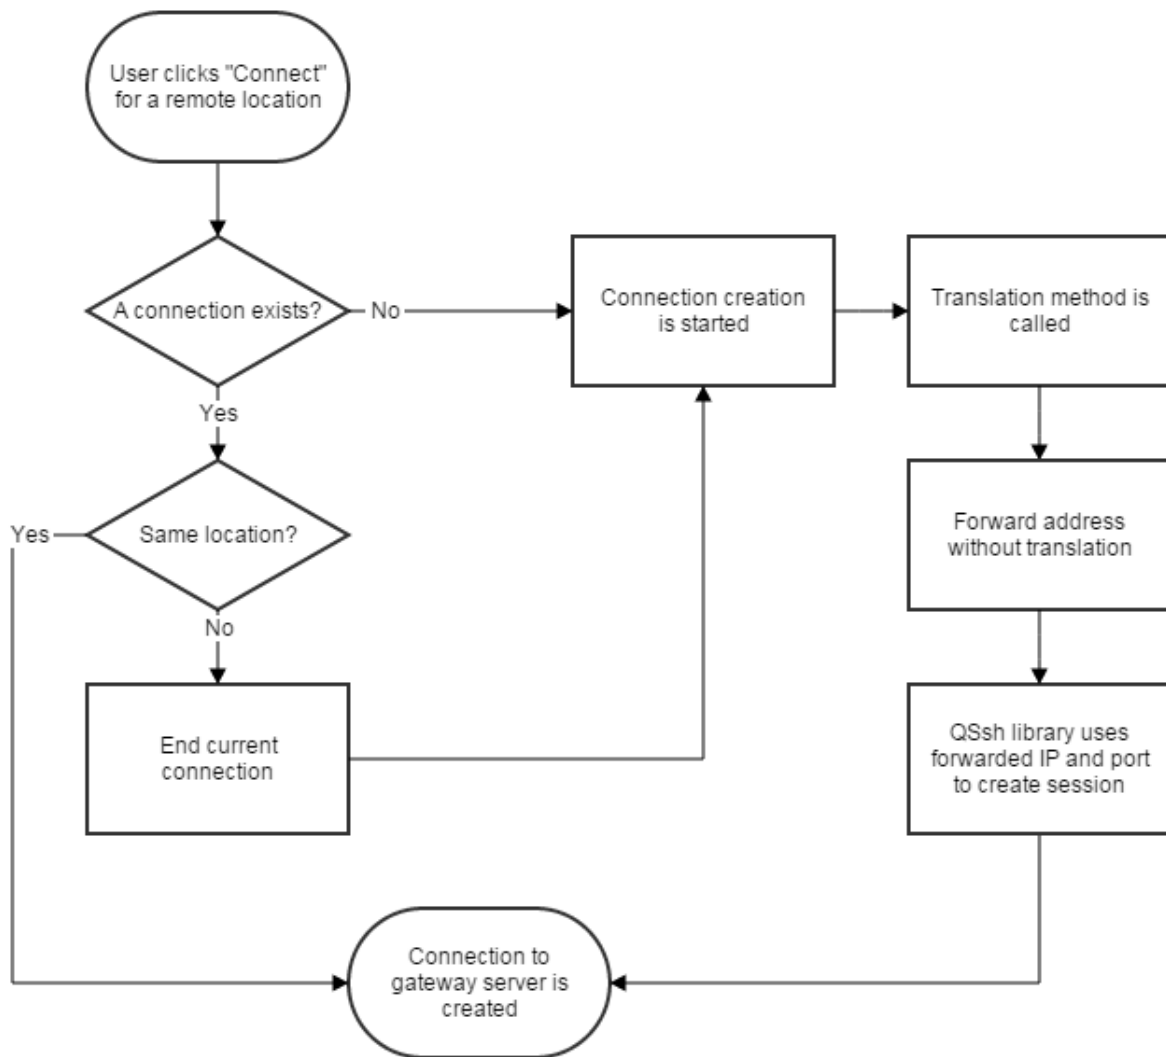 User clicks "Connect"
for a remote location
A connection exists?
No
Connection creation
is started
Translation method is
called
Yes
Same location?
Yes
Forward address
without translation
No
End current
connection
QSsh library uses
forwarded IP and port
to create session
Connection to
gateway server is
created